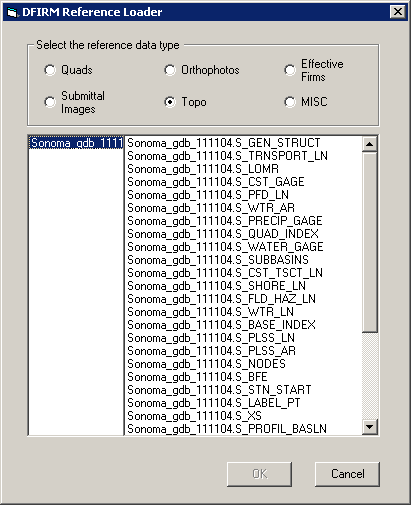 DFIRM Reference Loader
Select the reference data type
Quads
Orthophotos
Effective
Firms
Submittal
Images
Topo
MISC
Sonoma_gdb_1111
Sonoma_gdb_111104.S_GEN_STRUCT
Sonoma_gdb_111104.S_TRNSPORT_LN
Sonoma_gdb_111104.S_LOMR
Sonoma_gdb_111104.S_CST_GAGE
Sonoma_gdb_111104.S_PFD_LN
Sonoma_gdb_111104.S_WTR_AR
Sonoma_gdb_111104.S_PRECIP_GAGE
Sonoma_gdb_111104.S_QUAD_INDEX
Sonoma_gdb_111104.S_WATER_GAGE
Sonoma_gdb_111104.S_SUBBASINS
Sonoma_gdb_111104.S_CST_TSCT_LN
Sonoma_gdb_111104.S_SHORE_LN
Sonoma_gdb_111104.S_FLD_HAZ_LN
Sonoma_gdb_111104.S_WTR_LN
Sonoma_gdb_111104.S_BASE_INDEX
Sonoma_gdb_111104.S_PLSS_LN
Sonoma_gdb_111104.S_PLSS_AR
Sonoma_gdb_111104.S_NODES
Sonoma_gdb_111104.S_BFE
Sonoma_gdb_111104.S_STN_START
Sonoma_gdb_111104.S_LABEL_PT
Sonoma_gdb_111104.S_XS
Sonoma_gdb_111104.S_PROFIL_BASLN
OK
Cancel